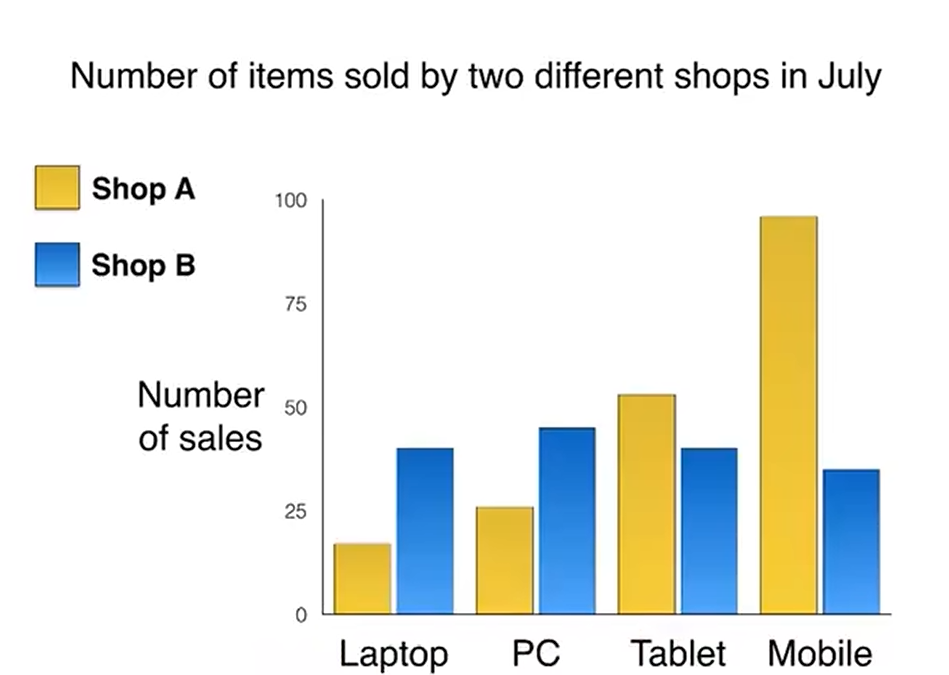 Number of items sold by two different shops in July
Shop A
Shop B
Number
of sales
100
75
50
25
0
Laptop PC Tablet Mobile